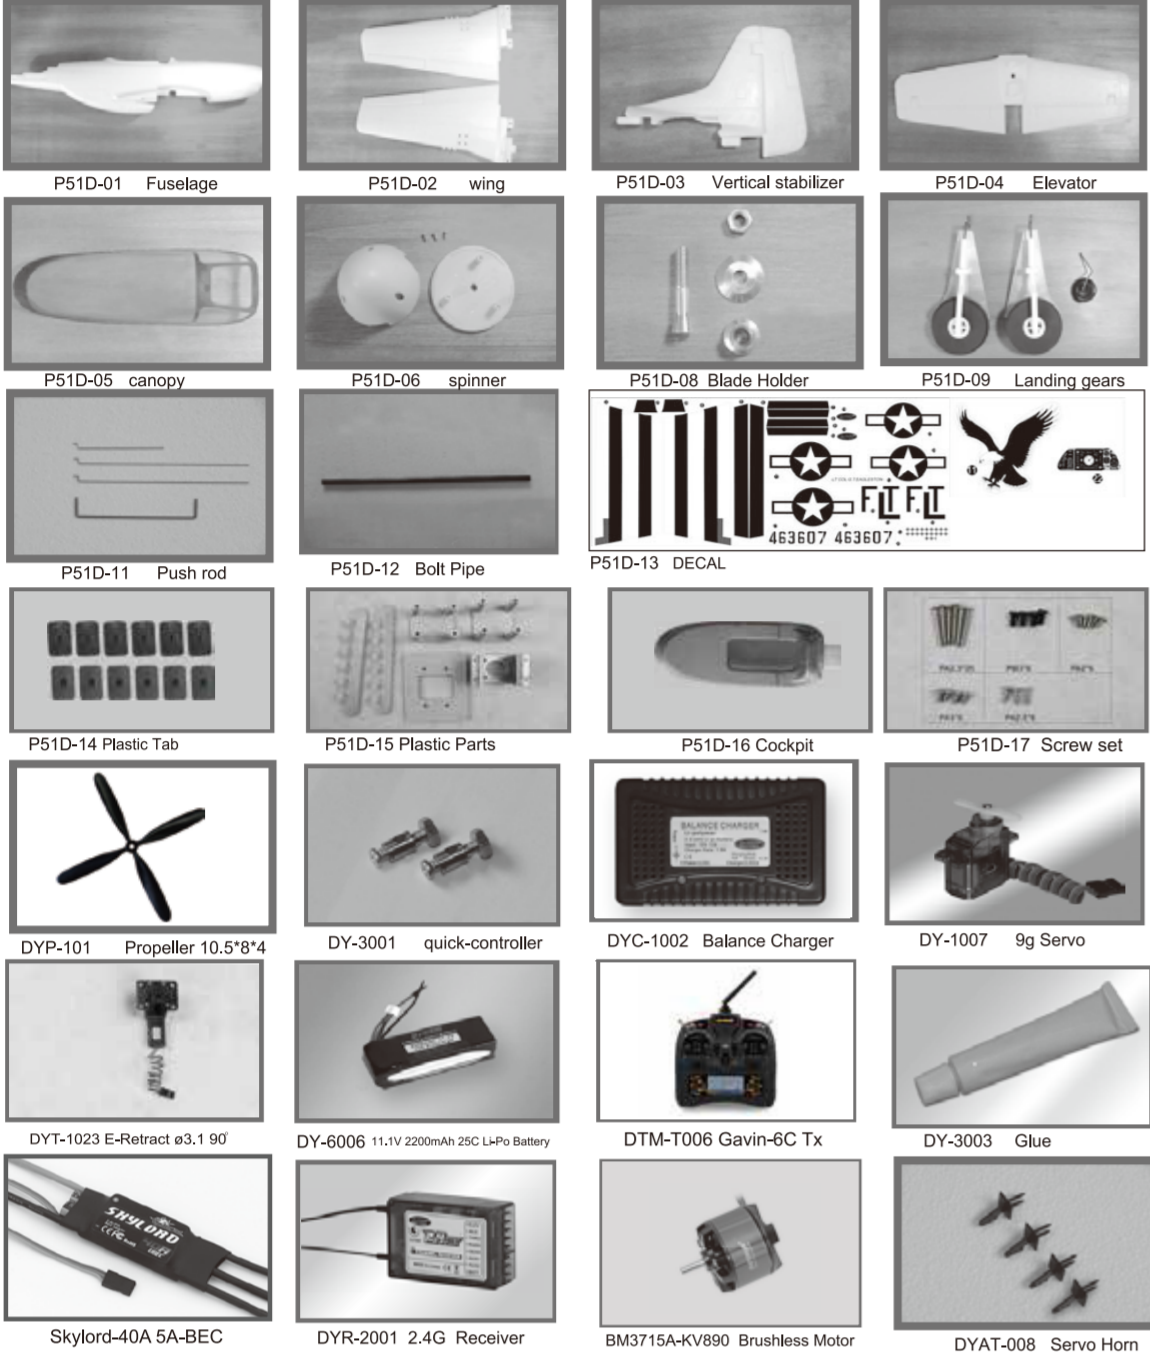 P51D-01 Fuselage
P51D-02 wing
P51D-03 Vertical stabilizer
P51D-04 Elevator
P51D-05 canopy
P51D-06 spinner
P51D-08 Blade Holder
P51D-09 Landing gears
F.LT F.LT
463607 463607
P51D-11 Push rod
P51D-12 Bolt Pipe
P51D-13 DECAL
P51D-14 Plastic Tab
P51D-15 Plastic Parts
P51D-16 Cockpit
P51D-17 Screw set
BALANCE CHARGER
DYP-101 Propeller 10.5*8*4
DY-3001 quick-controller
DYC-1002 Balance Charger
DY-1007 9g Servo
DYT-1023 E-Retract ø3.1 90°
DY-6006 11.1V 2200mAh 25C Li-Po Battery
DTM-T006 Gavin-6C Tx
DY-3003 Glue
SKYLORD
Skylord-40A 5A-BEC
DYR-2001 2.4G Receiver
BM3715A-KV890 Brushless Motor
DYAT-008 Servo Horn